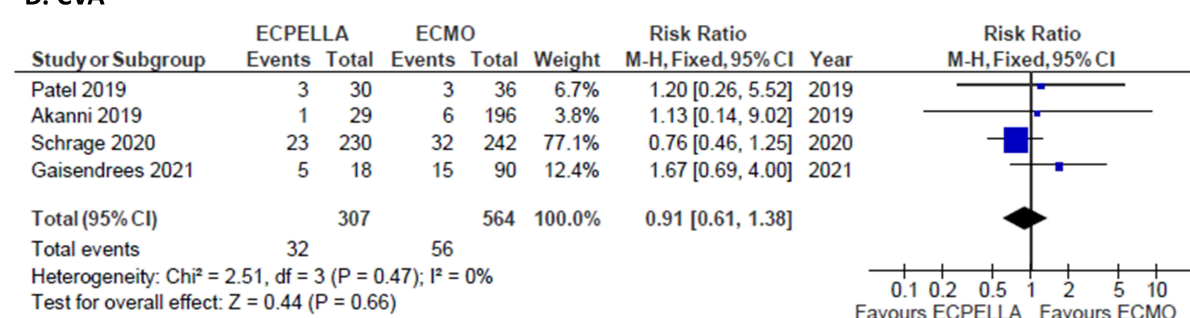 D. CVA
ECPELLA ECMO Risk Ratio Risk Ratio
Study or Subgroup Events Total Events Total Weight M-H, Fixed, 95% CI Year M-H, Fixed, 95% CI
Patel 2019 3 30 3 36 6.7% 1.20 [0.26, 5.52] 2019
Akanni 2019 1 29 6 196 3.8% 1.13 [0.14, 9.02] 2019
Schrage 2020 23 230 32 242 77.1% 0.76 [0.46, 1.25] 2020
Gaisendrees 2021 5 18 15 90 12.4% 1.67 [0.69, 4.00] 2021
Total (95% CI) 307 564 100.0% 0.91 [0.61, 1.38]
Total events 32 56
Heterogeneity: Chi² = 2.51, df = 3 (P = 0.47); I² = 0%
Test for overall effect: Z = 0.44 (P = 0.66)
0.1 0.2 0.5 1 2 5 10
Favours ECPELLA Favours ECMO